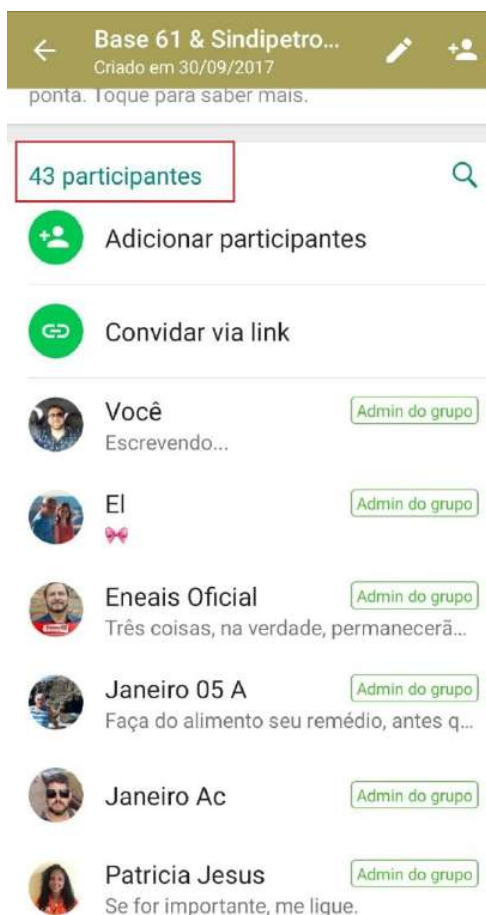 Base 61 & Sindipetro...
Criado em 30/09/2017
ponta. Toque para saber mais.
43 participantes
Adicionar participantes
Convidar via link
Você
Admin do grupo
Escrevendo...
El
Admin do grupo
Eneais Oficial
Admin do grupo
Três coisas, na verdade, permanecerã...
Janeiro 05 A
Admin do grupo
Faça do alimento seu remédio, antes q...
Janeiro Ac
Admin do grupo
Patricia Jesus
Admin do grupo
Se for importante, me ligue.